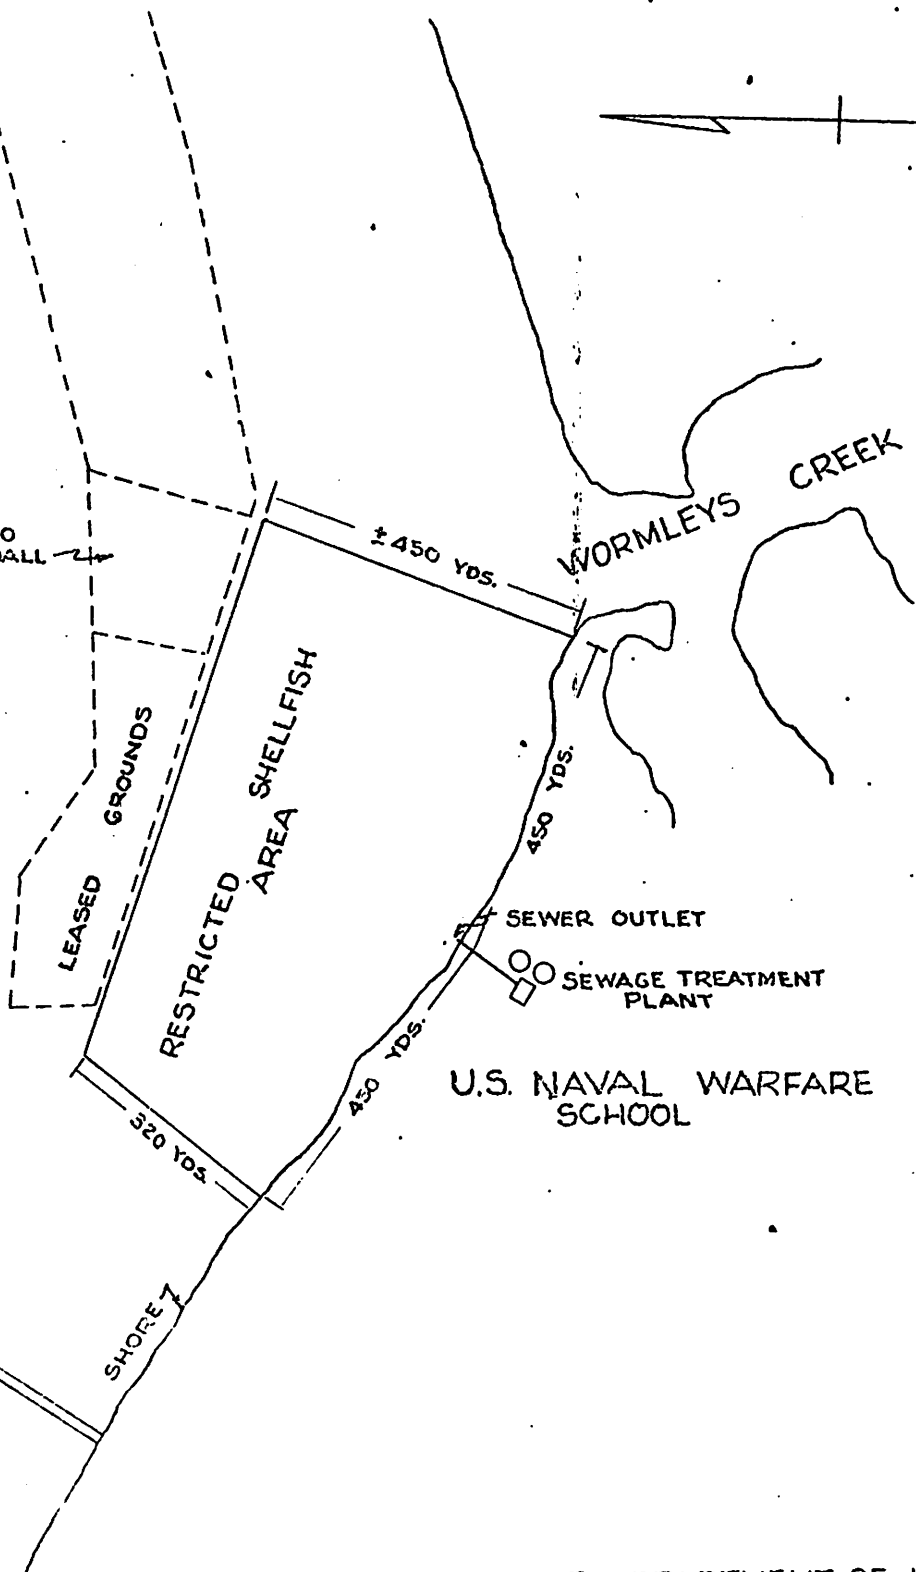 WORMLEYS CREEK
± 450 YDS.
LEASED GROUNDS
RESTRICTED SHELLFISH
AREA
450 YDS.
SEWER OUTLET
SEWAGE TREATMENT
PLANT
450 YDS.
U.S. NAVAL WARFARE
SCHOOL
320 YDS.
SHORE